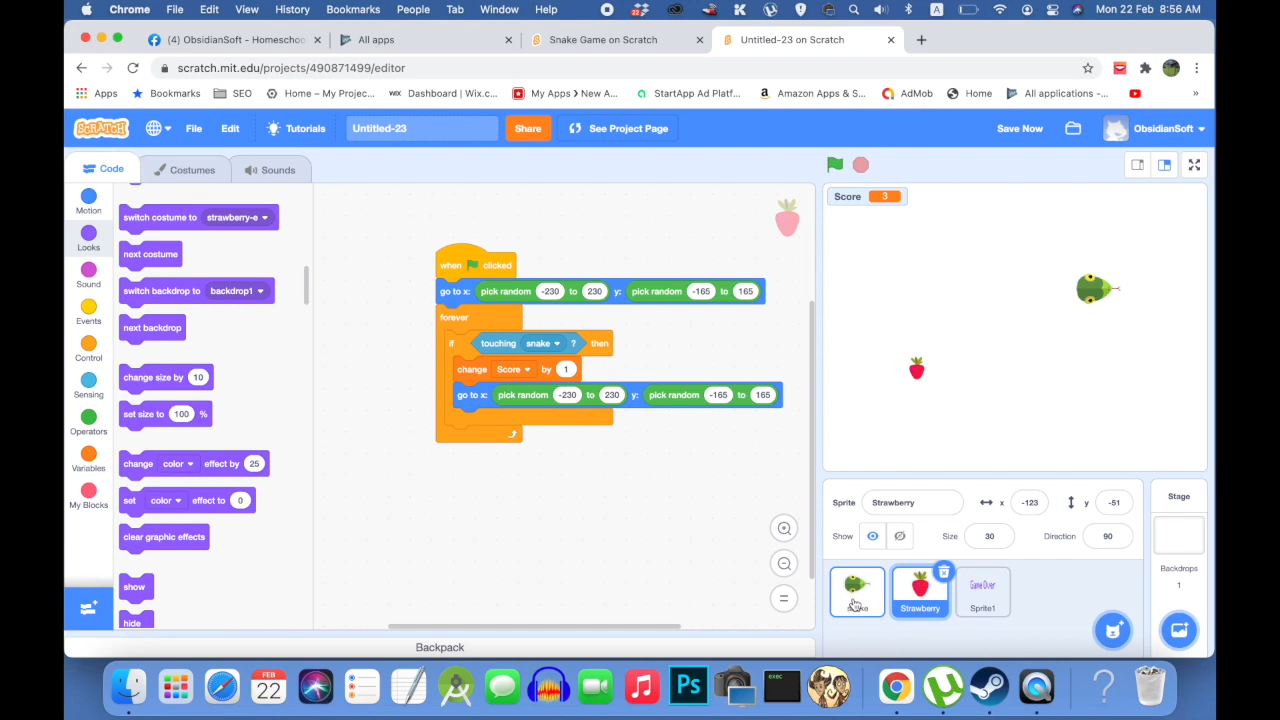 Chrome File Edit View History Bookmarks People Tab Window Help 22 A Mon 22 Feb 8:56 AM
(4) ObsidianSoft - Homeschoo × All apps × Snake Game on Scratch × Untitled-23 on Scratch × +
scratch.mit.edu/projects/490871499/editor
Apps Bookmarks SEO Home – My Projec... WIX Dashboard | Wix.c... My Apps > New A... StartApp Ad Platf... a Amazon Apps & S... AdMob Home All applications -... »
SCRATCH File Edit Tutorials Untitled-23 Share See Project Page Save Now ObsidianSoft
Code Costumes Sounds
Motion
Looks
Sound
Events
Control
Sensing
Operators
Variables
My Blocks
switch costume to strawberry-e
next costume
switch backdrop to backdrop1
next backdrop
change size by 10
set size to 100 %
change color effect by 25
set color effect to 0
clear graphic effects
show
hide
when clicked
go to x: pick random -230 to 230 y: pick random -165 to 165
forever
if touching snake ? then
change Score by 1
go to x: pick random -230 to 230 y: pick random -165 to 165
Score 3
Sprite Strawberry x -123 y -51
Show Size 30 Direction 90
Strawberry
Game Over
Sprite1
Stage
Backdrops
1
Backpack
FEB
22
Ps
exec
?